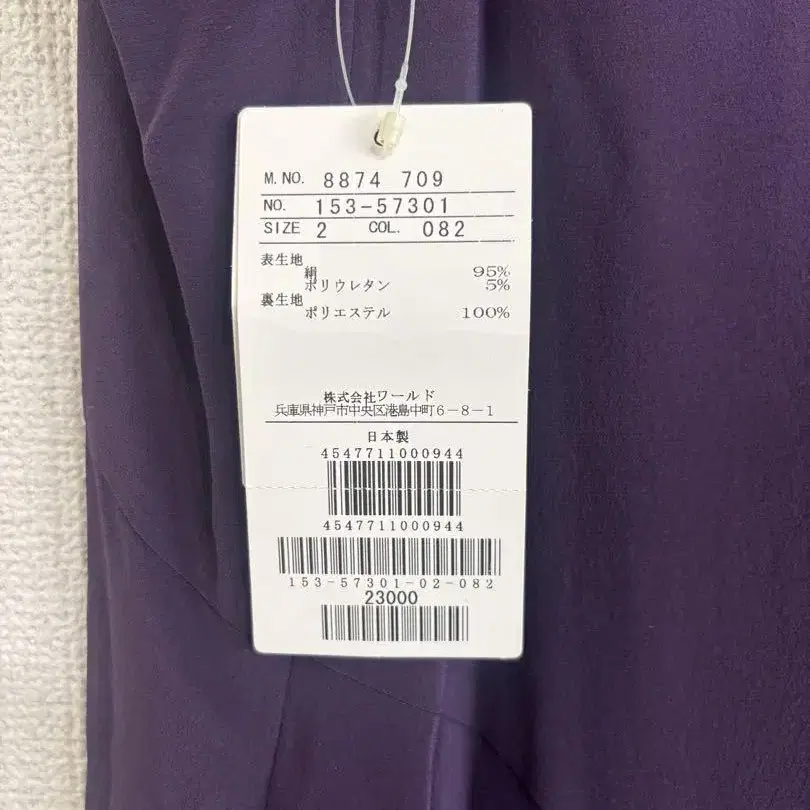 M.NO. 8874 709
NO. 153-57301
SIZE 2 COL. 082
表生地
絹 95%
ポリウレタン 5%
裏生地
ポリエステル 100%
株式会社ワールド
兵庫県神戸市中央区港島中町6-8-1
日本製
4547711000944
4547711000944
153-57301-02-082
23000